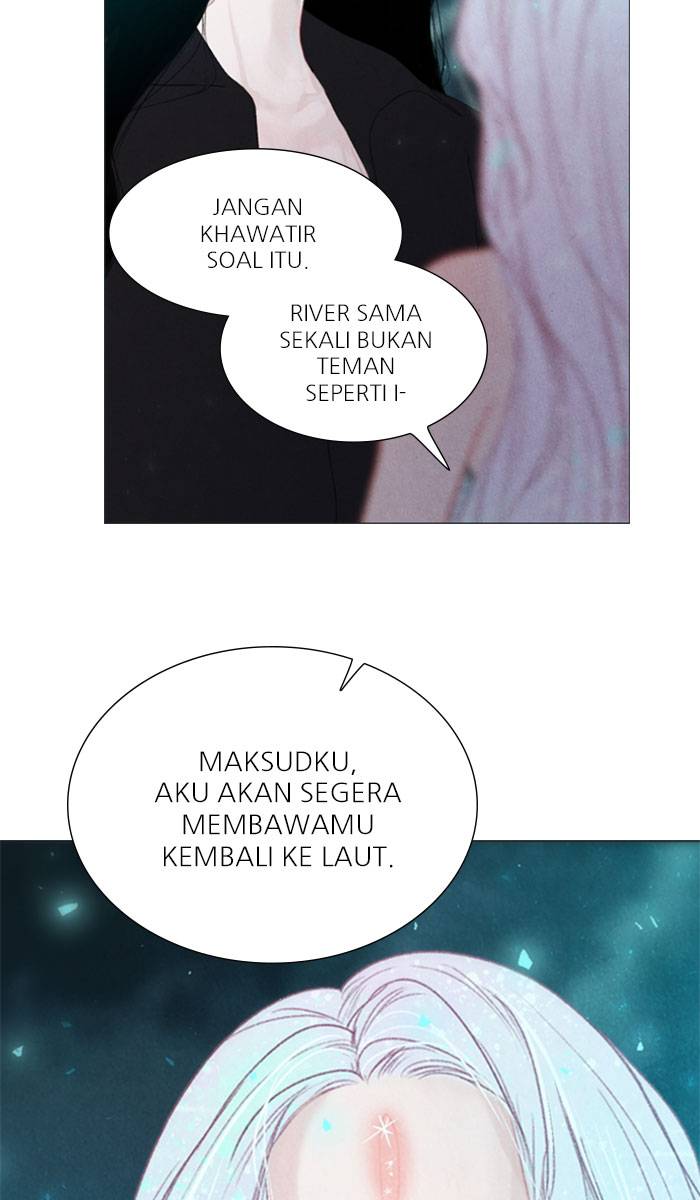 JANGAN
KHAWATIR
SOAL ITU.
RIVER SAMA
SEKALI BUKAN
TEMAN
SEPERTI I-
MAKSUDKU,
AKU AKAN SEGERA
MEMBAWAMU
KEMBALI KE LAUT.